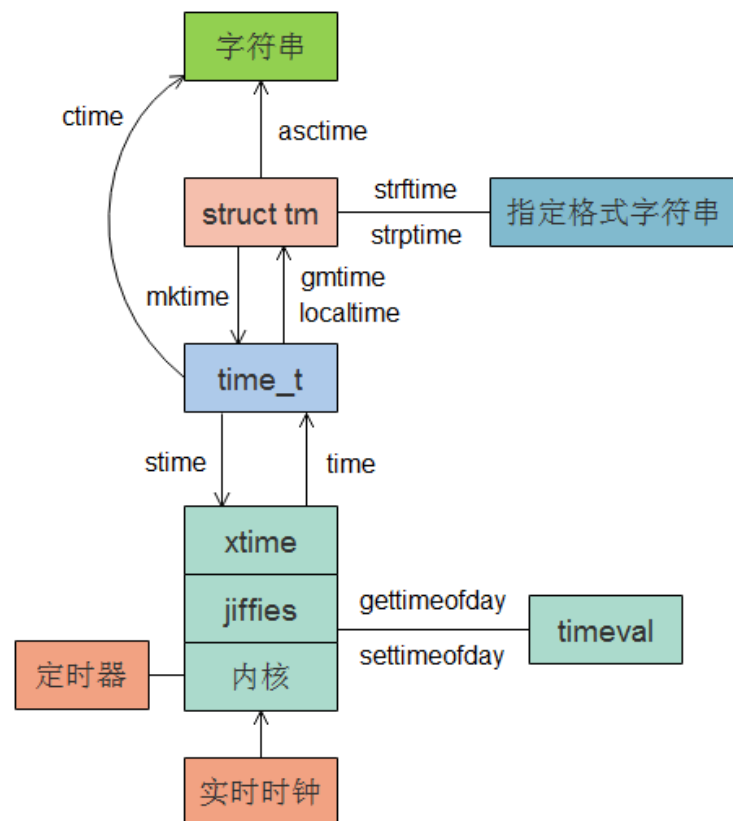 字符串
ctime
asctime
struct tm
strftime
strptime
指定格式字符串
mktime
gmtime
localtime
time_t
stime
time
xtime
jiffies
gettimeofday
settimeofday
timeval
定时器
内核
实时时钟